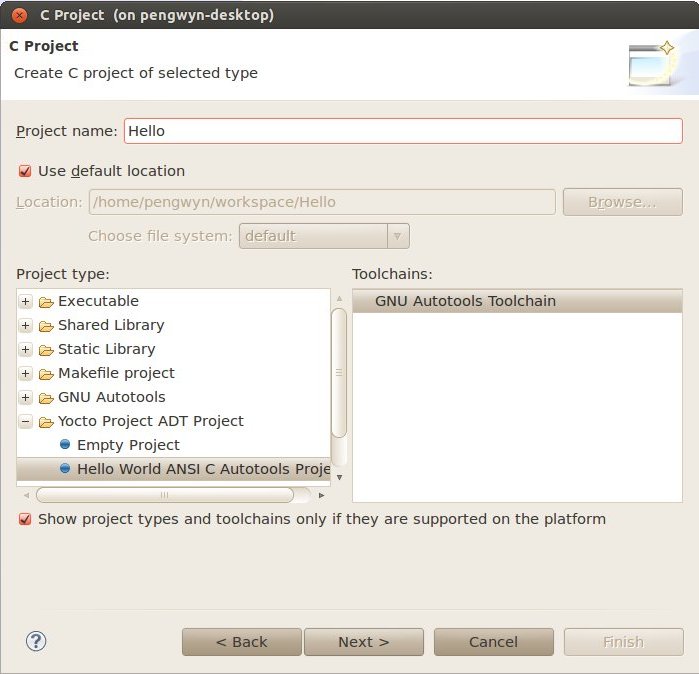 C Project (on pengwyn-desktop)
C Project
Create C project of selected type
Project name: Hello
Use default location
Location: /home/pengwyn/workspace/Hello Browse...
Choose file system: default
Project type: Toolchains:
Executable GNU Autotools Toolchain
Shared Library
Static Library
Makefile project
GNU Autotools
Yocto Project ADT Project
Empty Project
Hello World ANSI C Autotools Proje
Show project types and toolchains only if they are supported on the platform
? < Back Next > Cancel Finish